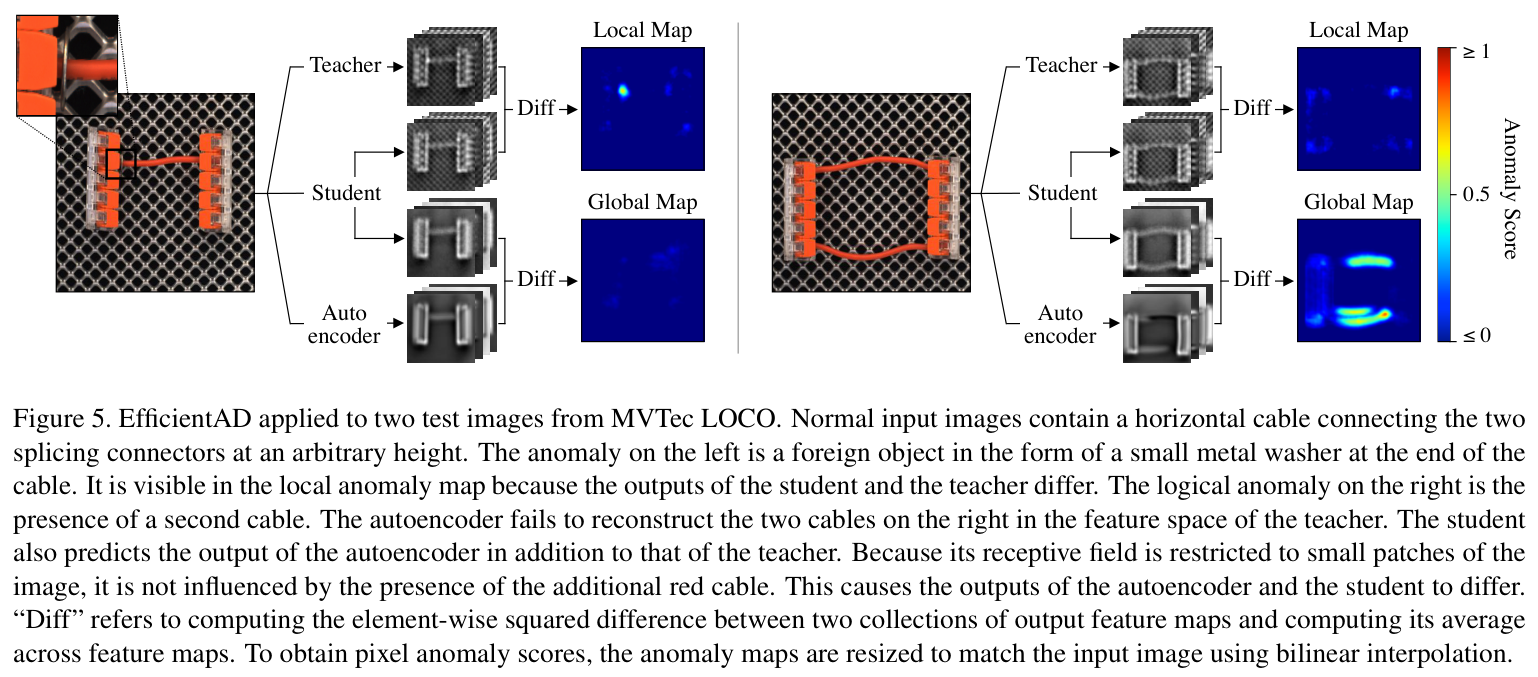 Local Map
Teacher
Diff
Student
Global Map
Diff
Auto
encoder
Local Map
Teacher
Diff
Student
Global Map
Diff
Auto
encoder
≥ 1
0.5
≤ 0
Anomaly Score
Figure 5. EfficientAD applied to two test images from MVTec LOCO. Normal input images contain a horizontal cable connecting the two
splicing connectors at an arbitrary height. The anomaly on the left is a foreign object in the form of a small metal washer at the end of the
cable. It is visible in the local anomaly map because the outputs of the student and the teacher differ. The logical anomaly on the right is the
presence of a second cable. The autoencoder fails to reconstruct the two cables on the right in the feature space of the teacher. The student
also predicts the output of the autoencoder in addition to that of the teacher. Because its receptive field is restricted to small patches of the
image, it is not influenced by the presence of the additional red cable. This causes the outputs of the autoencoder and the student to differ.
“Diff” refers to computing the element-wise squared difference between two collections of output feature maps and computing its average
across feature maps. To obtain pixel anomaly scores, the anomaly maps are resized to match the input image using bilinear interpolation.